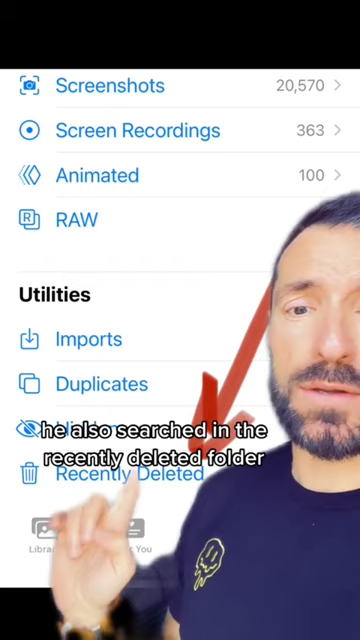 Screenshots 20,570
Screen Recordings 363
Animated 100
RAW
Utilities
Imports
Duplicates
he also searched in the
recently deleted folder
Recently Deleted